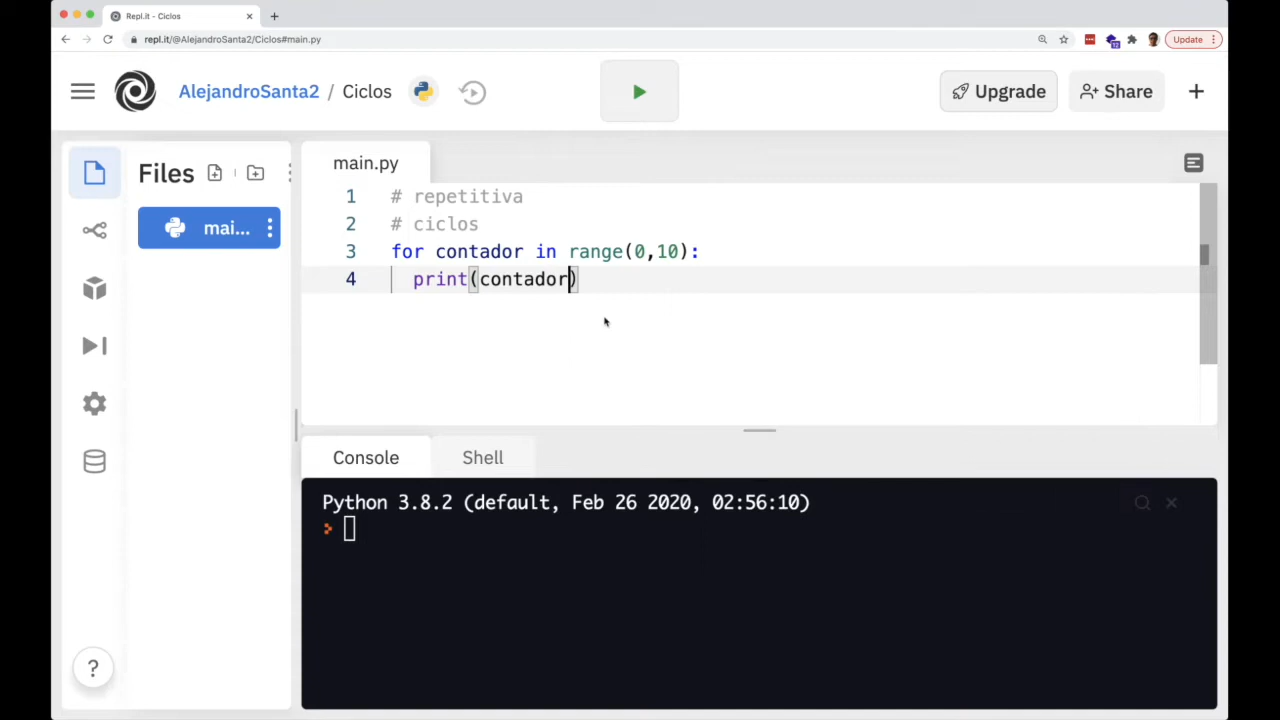 Repl.it - Ciclos
repl.it/@AlejandroSanta2/Ciclos#main.py
12
Update
AlejandroSanta2 / Ciclos
Upgrade
Share
Files
main.py
mai...
1 # repetitiva
2 # ciclos
3 for contador in range(0,10):
4 print(contador)
Console
Shell
Python 3.8.2 (default, Feb 26 2020, 02:56:10)
>
?